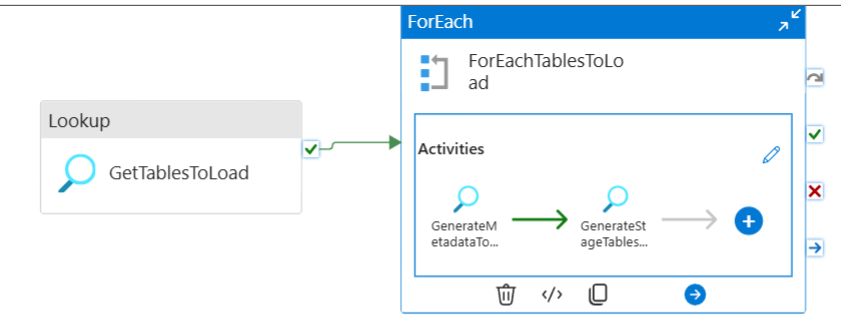 ForEach
ForEachTablesToLo
ad
Lookup
GetTablesToLoad
Activities
GenerateM
etadataTo...
GenerateSt
ageTables...